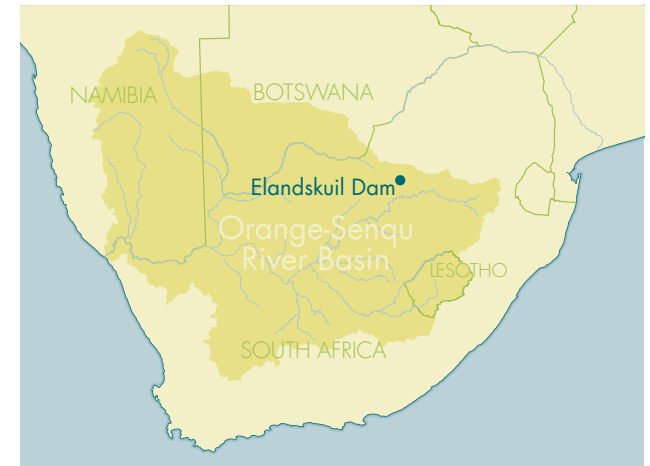 NAMIBIA
BOTSWANA
Elandskuil Dam
Orange-Senqu
River Basin
LESOTHO
SOUTH AFRICA